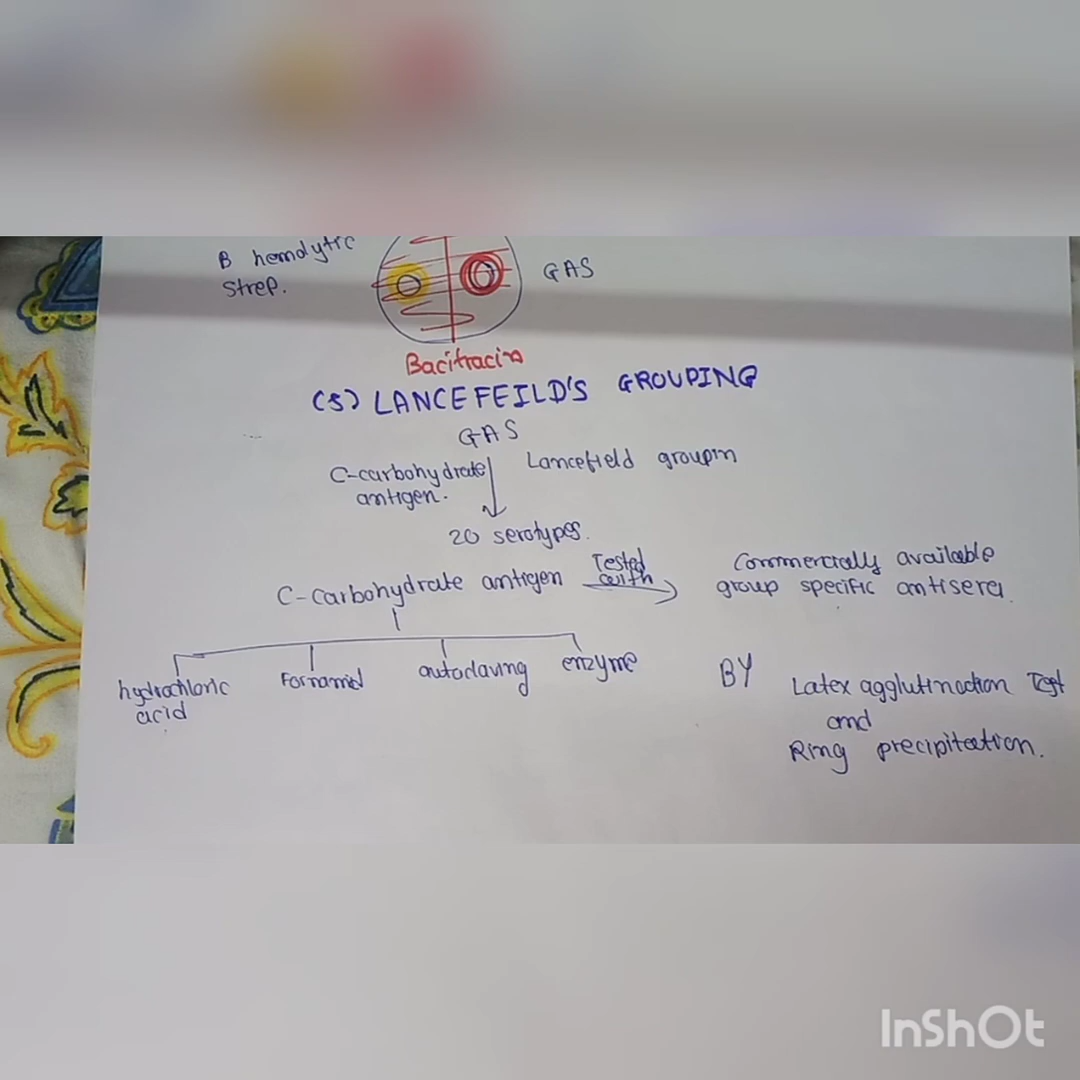 B hemolytic
strep.
GAS
Bacitracin
(5) LANCEFEILD'S GROUPING
GAS
C-carbohydrate
antigen.
Lancefield groupin
20 serotypes.
C-carbohydrate antigen
Tested
with
Commercially available
group specific antisera.
hydrochloric
acid
Formamid
autoclaving
enzyme
BY
Latex agglutination Test
and
Ring precipitation.
InShOt